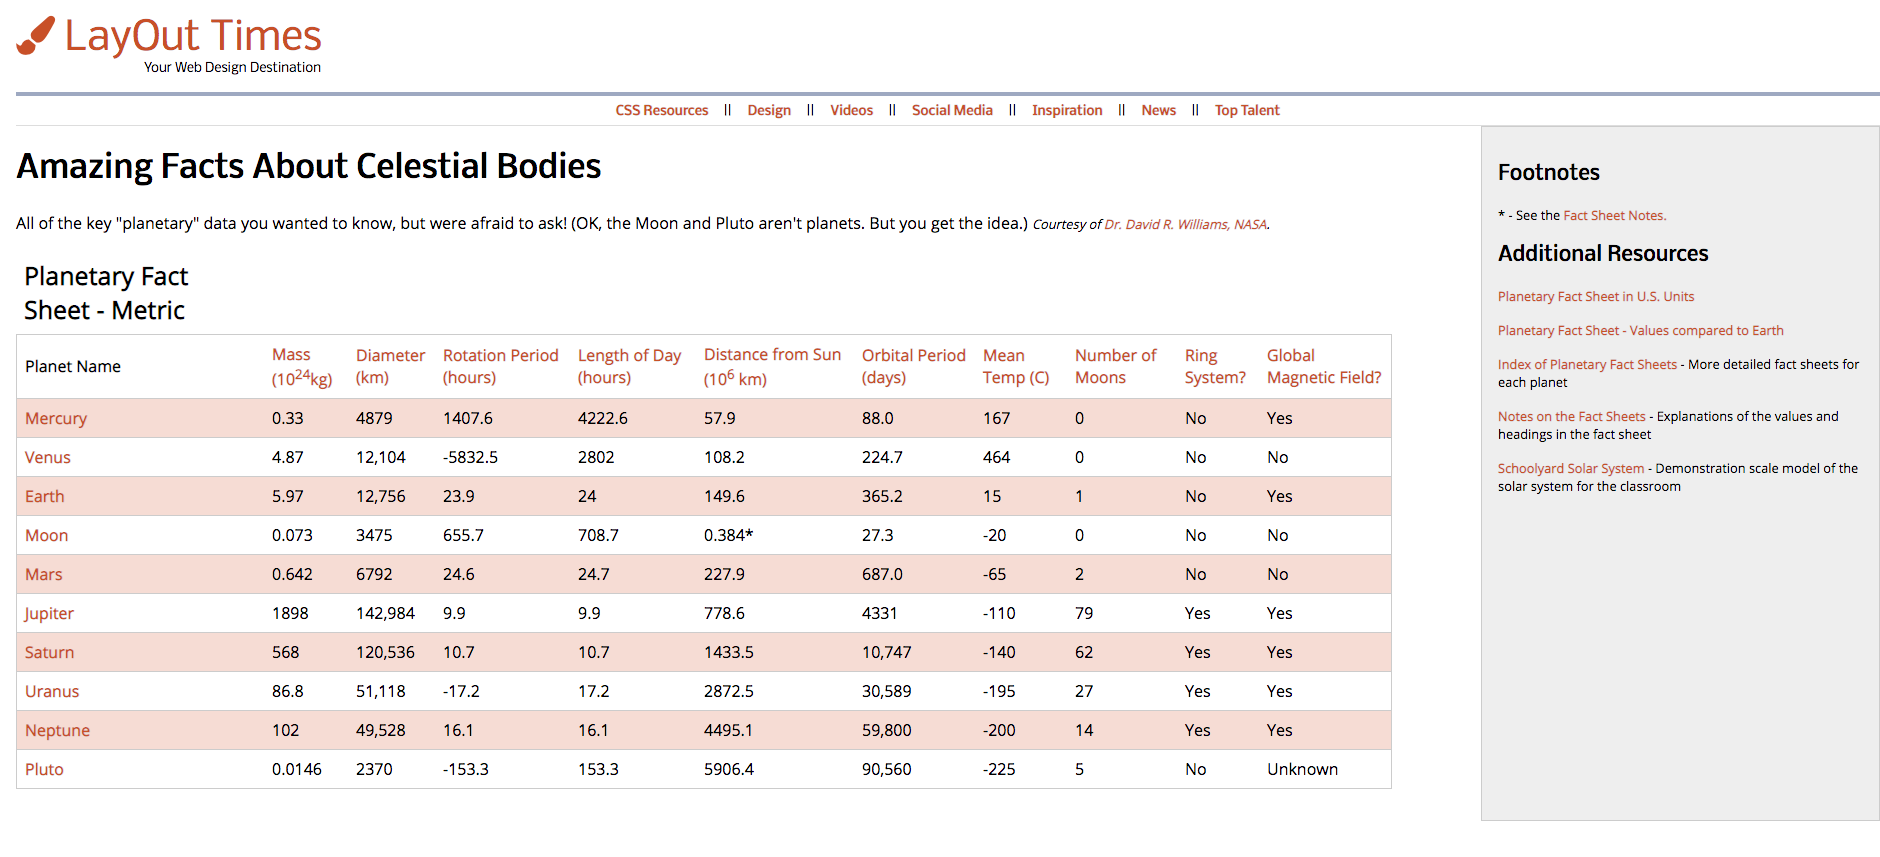 LayOut Times
Your Web Design Destination
CSS Resources || Design || Videos || Social Media || Inspiration || News || Top Talent
Amazing Facts About Celestial Bodies
All of the key "planetary" data you wanted to know, but were afraid to ask! (OK, the Moon and Pluto aren't planets. But you get the idea.) Courtesy of Dr. David R. Williams, NASA.
Planetary Fact
Sheet - Metric
Planet Name Mass (10^24kg) Diameter (km) Rotation Period (hours) Length of Day (hours) Distance from Sun (10^6 km) Orbital Period (days) Mean Temp (C) Number of Moons Ring System? Global Magnetic Field?
Mercury 0.33 4879 1407.6 4222.6 57.9 88.0 167 0 No Yes
Venus 4.87 12,104 -5832.5 2802 108.2 224.7 464 0 No No
Earth 5.97 12,756 23.9 24 149.6 365.2 15 1 No Yes
Moon 0.073 3475 655.7 708.7 0.384* 27.3 -20 0 No No
Mars 0.642 6792 24.6 24.7 227.9 687.0 -65 2 No No
Jupiter 1898 142,984 9.9 9.9 778.6 4331 -110 79 Yes Yes
Saturn 568 120,536 10.7 10.7 1433.5 10,747 -140 62 Yes Yes
Uranus 86.8 51,118 -17.2 17.2 2872.5 30,589 -195 27 Yes Yes
Neptune 102 49,528 16.1 16.1 4495.1 59,800 -200 14 Yes Yes
Pluto 0.0146 2370 -153.3 153.3 5906.4 90,560 -225 5 No Unknown
Footnotes
* - See the Fact Sheet Notes.
Additional Resources
Planetary Fact Sheet in U.S. Units
Planetary Fact Sheet - Values compared to Earth
Index of Planetary Fact Sheets - More detailed fact sheets for
each planet
Notes on the Fact Sheets - Explanations of the values and
headings in the fact sheet
Schoolyard Solar System - Demonstration scale model of the
solar system for the classroom